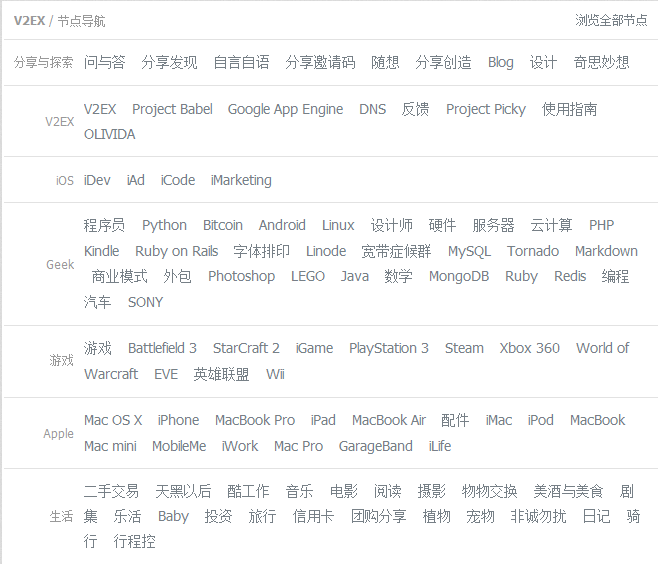 V2EX / 节点导航 浏览全部节点
分享与探索 问与答 分享发现 自言自语 分享邀请码 随想 分享创造 Blog 设计 奇思妙想
V2EX Project Babel Google App Engine DNS 反馈 Project Picky 使用指南
V2EX
OLIVIDA
iOS iDev iAd iCode iMarketing
程序员 Python Bitcoin Android Linux 设计师 硬件 服务器 云计算 PHP
Kindle Ruby on Rails 字体排印 Linode 宽带症候群 MySQL Tornado Markdown
Geek
商业模式 外包 Photoshop LEGO Java 数学 MongoDB Ruby Redis 编程
汽车 SONY
游戏 Battlefield 3 StarCraft 2 iGame PlayStation 3 Steam Xbox 360 World of
游戏
Warcraft EVE 英雄联盟 Wii
Mac OS X iPhone MacBook Pro iPad MacBook Air 配件 iMac iPod MacBook
Apple
Mac mini MobileMe iWork Mac Pro GarageBand iLife
二手交易 天黑以后 酷工作 音乐 电影 阅读 摄影 物物交换 美酒与美食 剧
生活 集 乐活 Baby 投资 旅行 信用卡 团购分享 植物 宠物 非诚勿扰 日记 骑
行 行程控